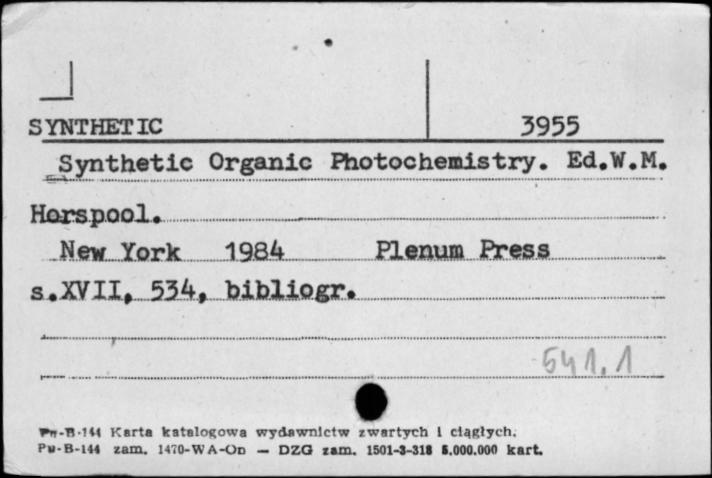 SYNTHETIC 3955
Synthetic Organic Photochemistry. Ed.W.M.
Horspool.
New York 1984 Plenum Press
s.XVII, 534, bibliogr.
541.1
Pu-B-144 Karta katalogowa wydawnictw zwartych i ciągłych.
Pu-B-144 zam. 1470-WA-OD — DZG zam. 1501-3-318 5.000.000 kart.